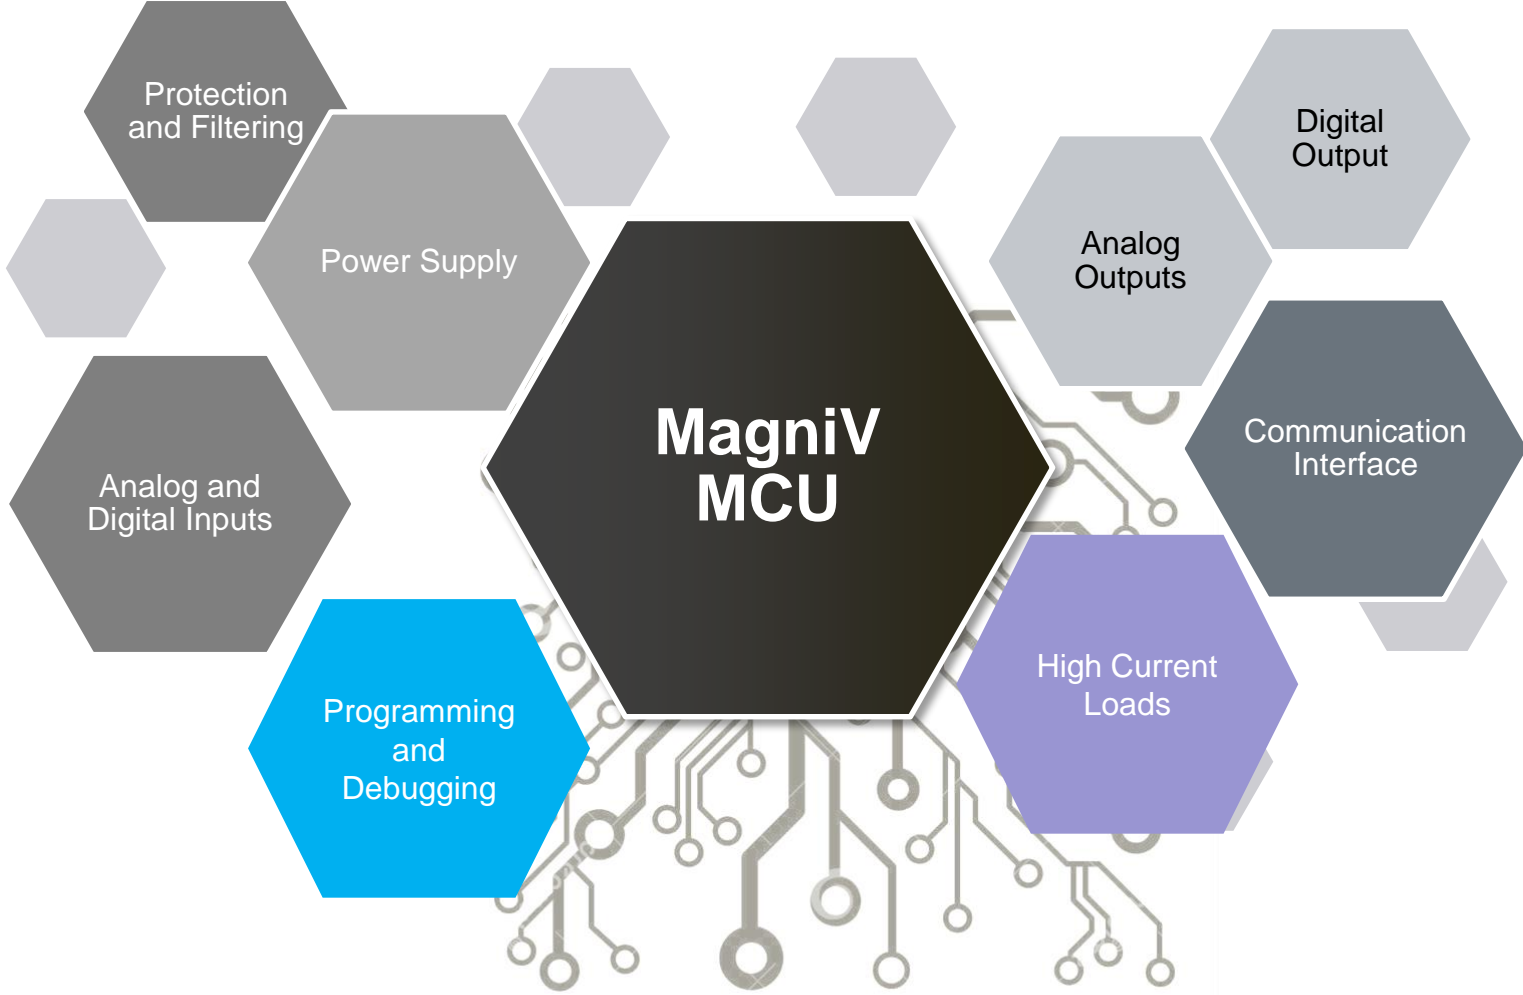 Protection
and Filtering
Power Supply
Analog and
Digital Inputs
Programming
and
Debugging
MagniV
MCU
Digital
Output
Analog
Outputs
Communication
Interface
High Current
Loads